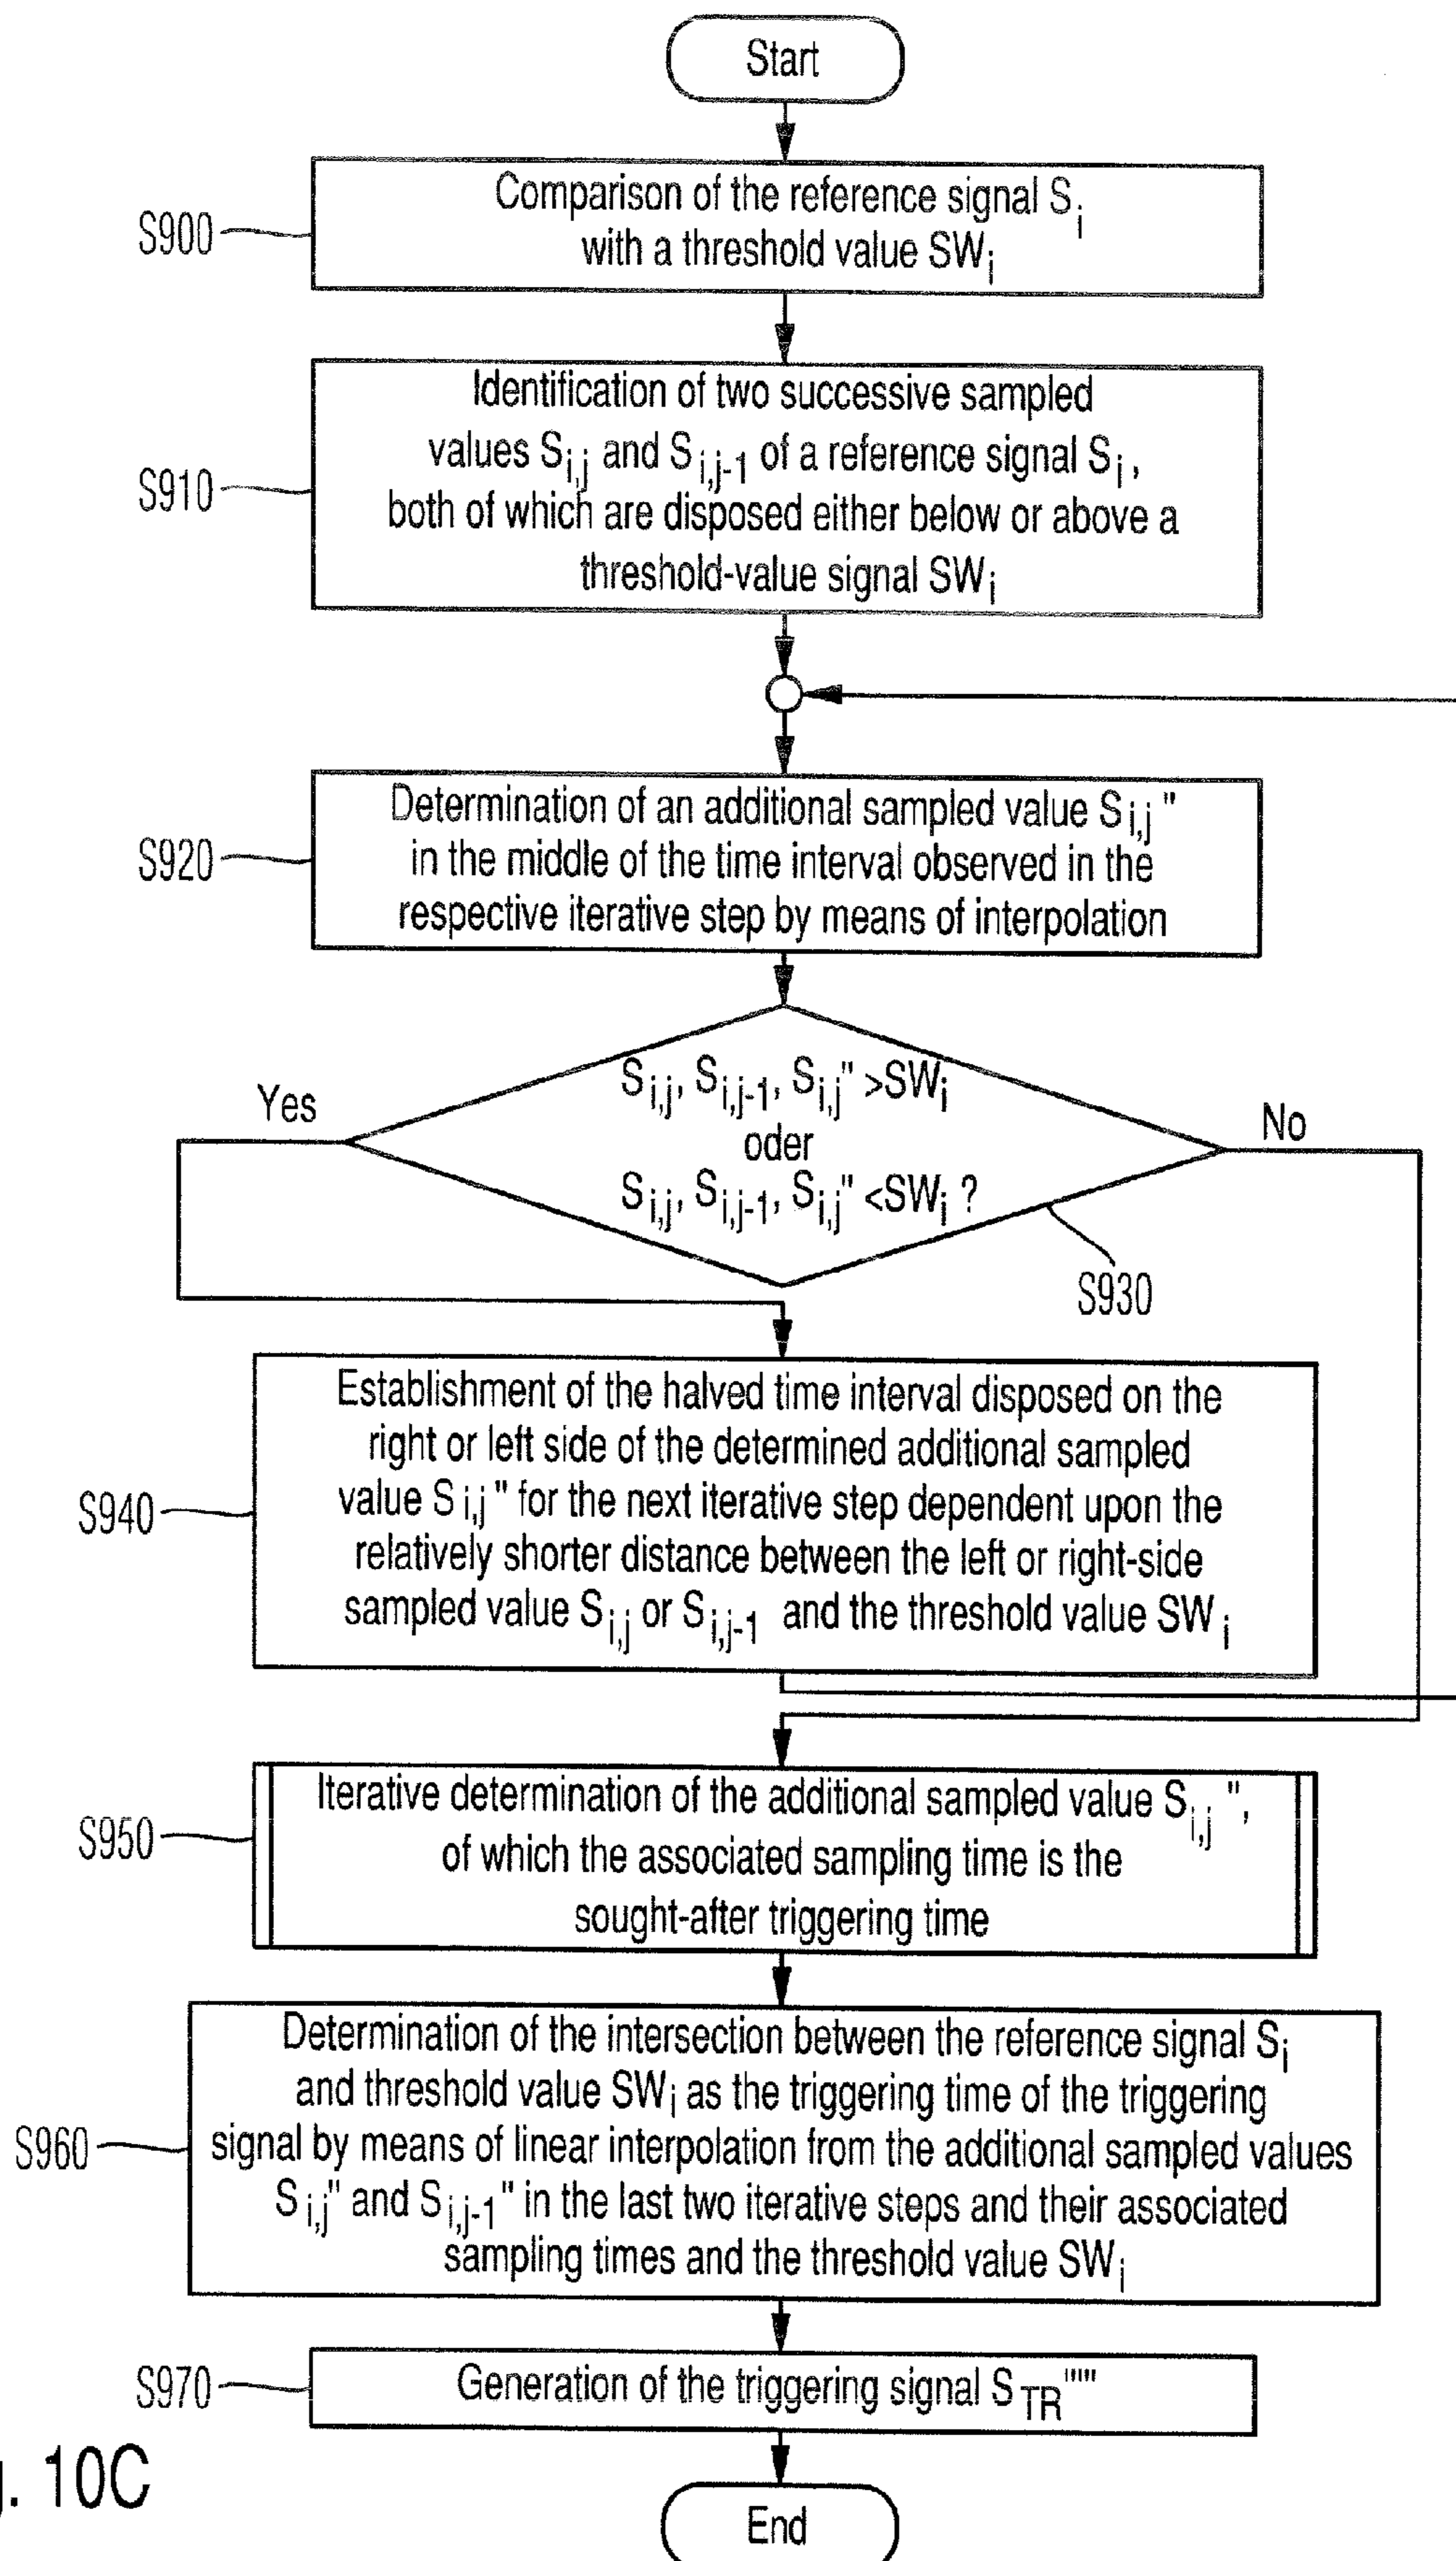 Start
S900
Comparison of the reference signal S_i
with a threshold value SW_i
S910
Identification of two successive sampled
values S_i,j and S_i,j-1 of a reference signal S_i,
both of which are disposed either below or above a
threshold-value signal SW_i
S920
Determination of an additional sampled value S_i,j"
in the middle of the time interval observed in the
respective iterative step by means of interpolation
Yes
S_i,j, S_i,j-1, S_i,j" >SW_i
oder
S_i,j, S_i,j-1, S_i,j" <SW_i ?
No
S930
S940
Establishment of the halved time interval disposed on the
right or left side of the determined additional sampled
value S_i,j" for the next iterative step dependent upon the
relatively shorter distance between the left or right-side
sampled value S_i,j or S_i,j-1 and the threshold value SW_i
S950
Iterative determination of the additional sampled value S_i,j",
of which the associated sampling time is the
sought-after triggering time
S960
Determination of the intersection between the reference signal S_i
and threshold value SW_i as the triggering time of the triggering
signal by means of linear interpolation from the additional sampled values
S_i,j" and S_i,j-1" in the last two iterative steps and their associated
sampling times and the threshold value SW_i
S970
Generation of the triggering signal S_TR'''''
10C
End